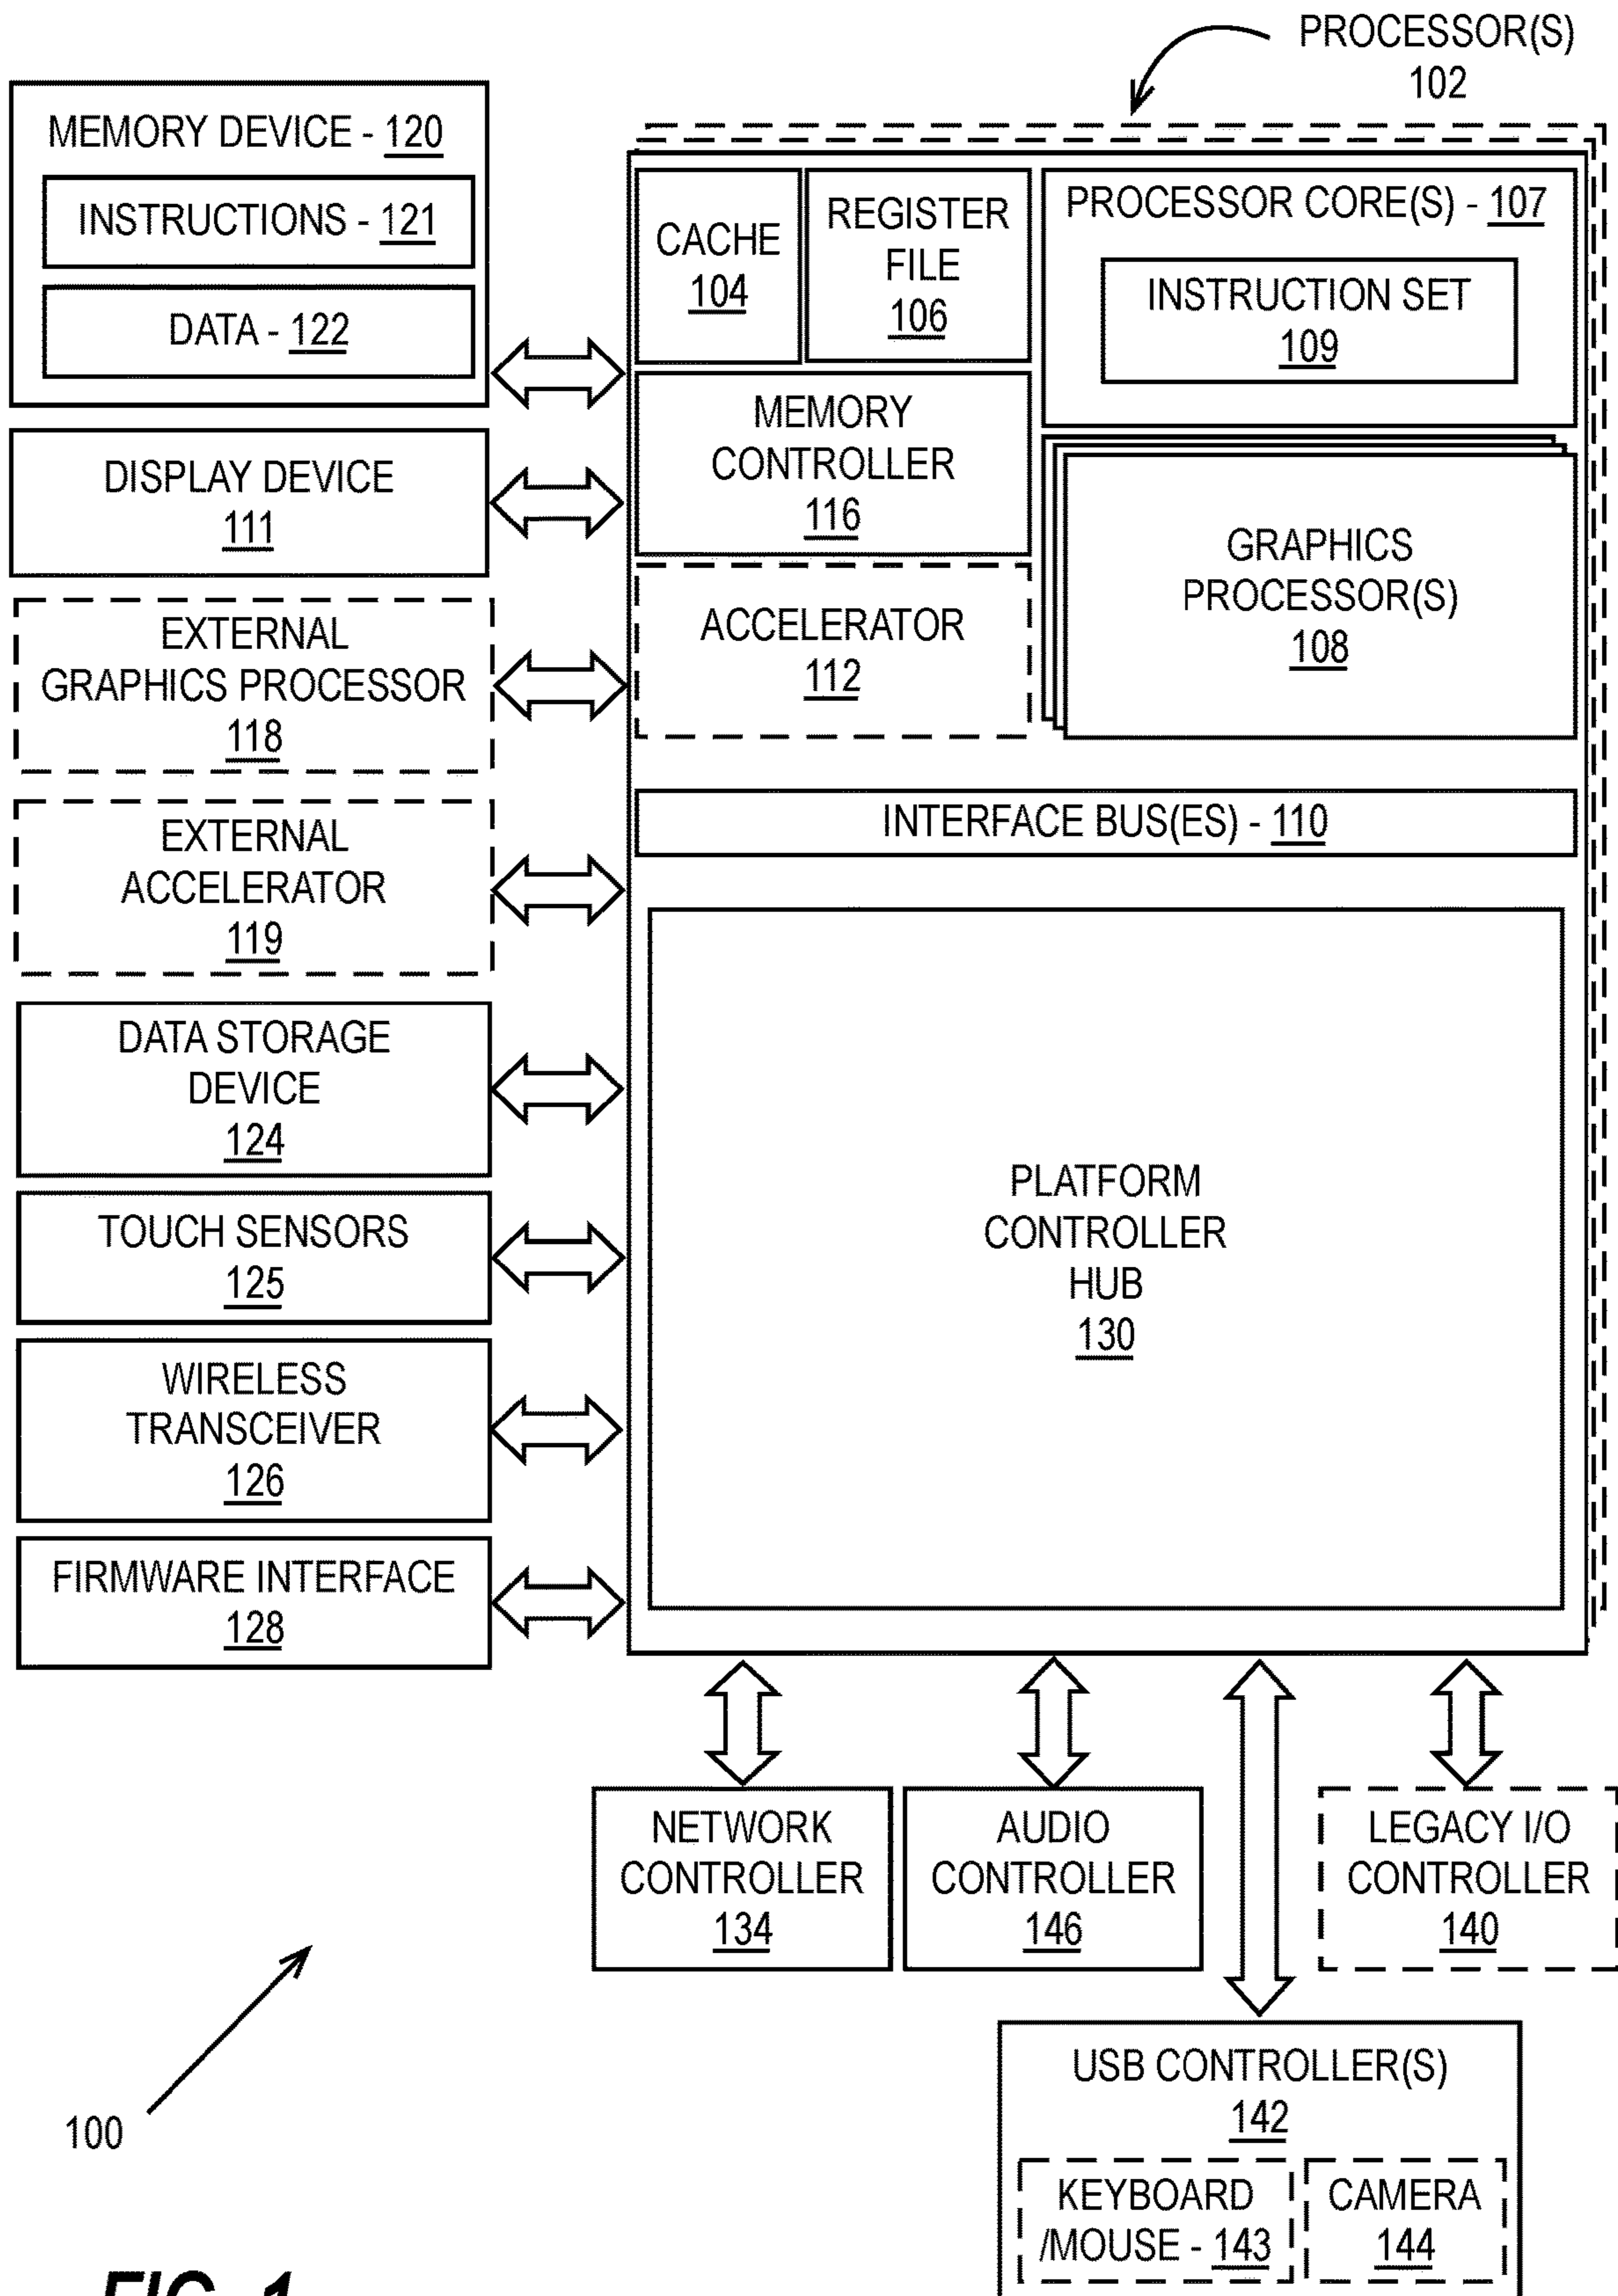 PROCESSOR(S)
102
MEMORY DEVICE - 120
INSTRUCTIONS - 121
DATA - 122
DISPLAY DEVICE
111
EXTERNAL
GRAPHICS PROCESSOR
118
EXTERNAL
ACCELERATOR
119
DATA STORAGE
DEVICE
124
TOUCH SENSORS
125
WIRELESS
TRANSCEIVER
126
FIRMWARE INTERFACE
128
CACHE
104
REGISTER
FILE
106
PROCESSOR CORE(S) - 107
INSTRUCTION SET
109
MEMORY
CONTROLLER
116
GRAPHICS
PROCESSOR(S)
108
ACCELERATOR
112
INTERFACE BUS(ES) - 110
PLATFORM
CONTROLLER
HUB
130
NETWORK
CONTROLLER
134
AUDIO
CONTROLLER
146
LEGACY I/O
CONTROLLER
140
USB CONTROLLER(S)
142
KEYBOARD
/MOUSE - 143
CAMERA
144
100
FIG. 1